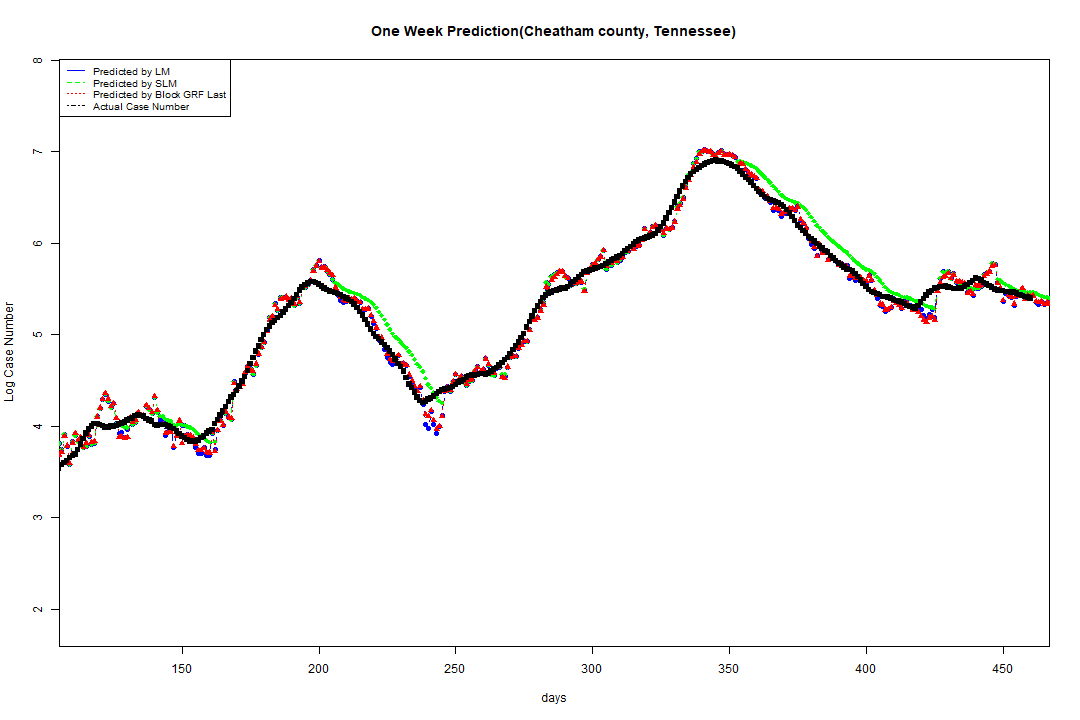 One Week Prediction(Cheatham county, Tennessee)
Predicted by LM
Predicted by SLM
Predicted by Block GRF Last
Actual Case Number
8
7
6
5
4
3
2
Log Case Number
150 200 250 300 350 400 450
days